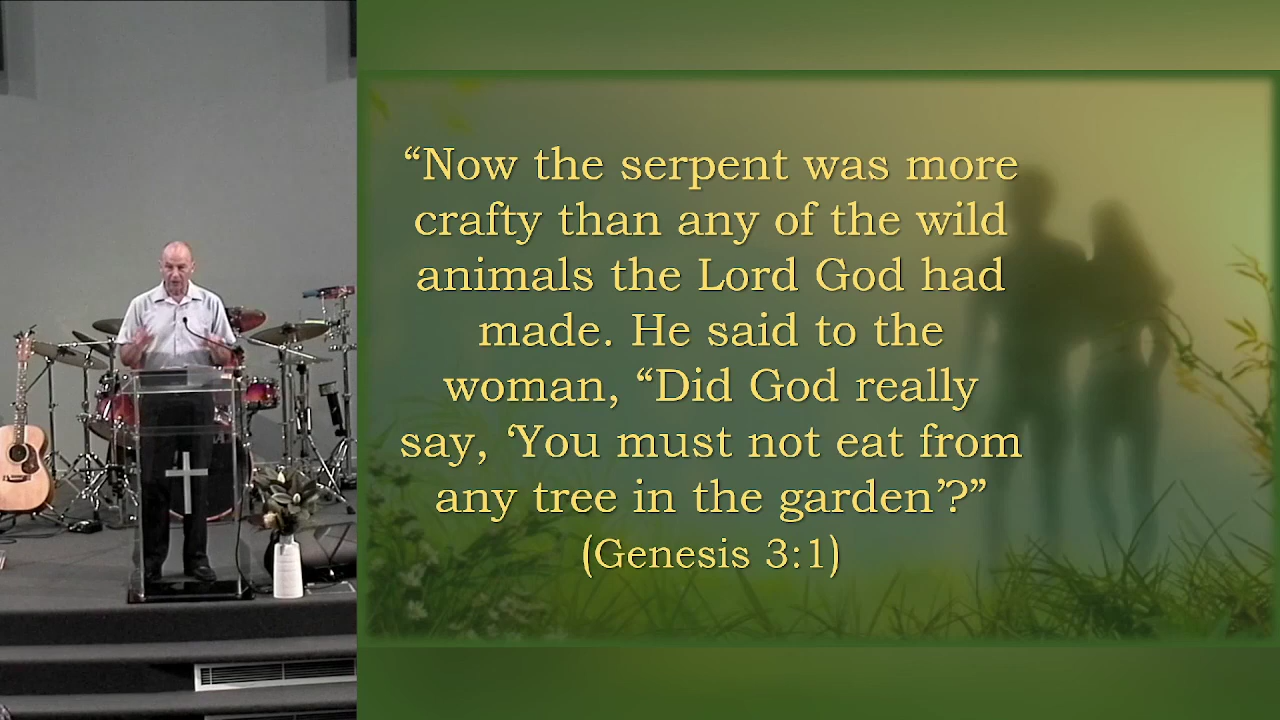 “Now the serpent was more
crafty than any of the wild
animals the Lord God had
made. He said to the
woman, “Did God really
say, ‘You must not eat from
any tree in the garden’?”
(Genesis 3:1)